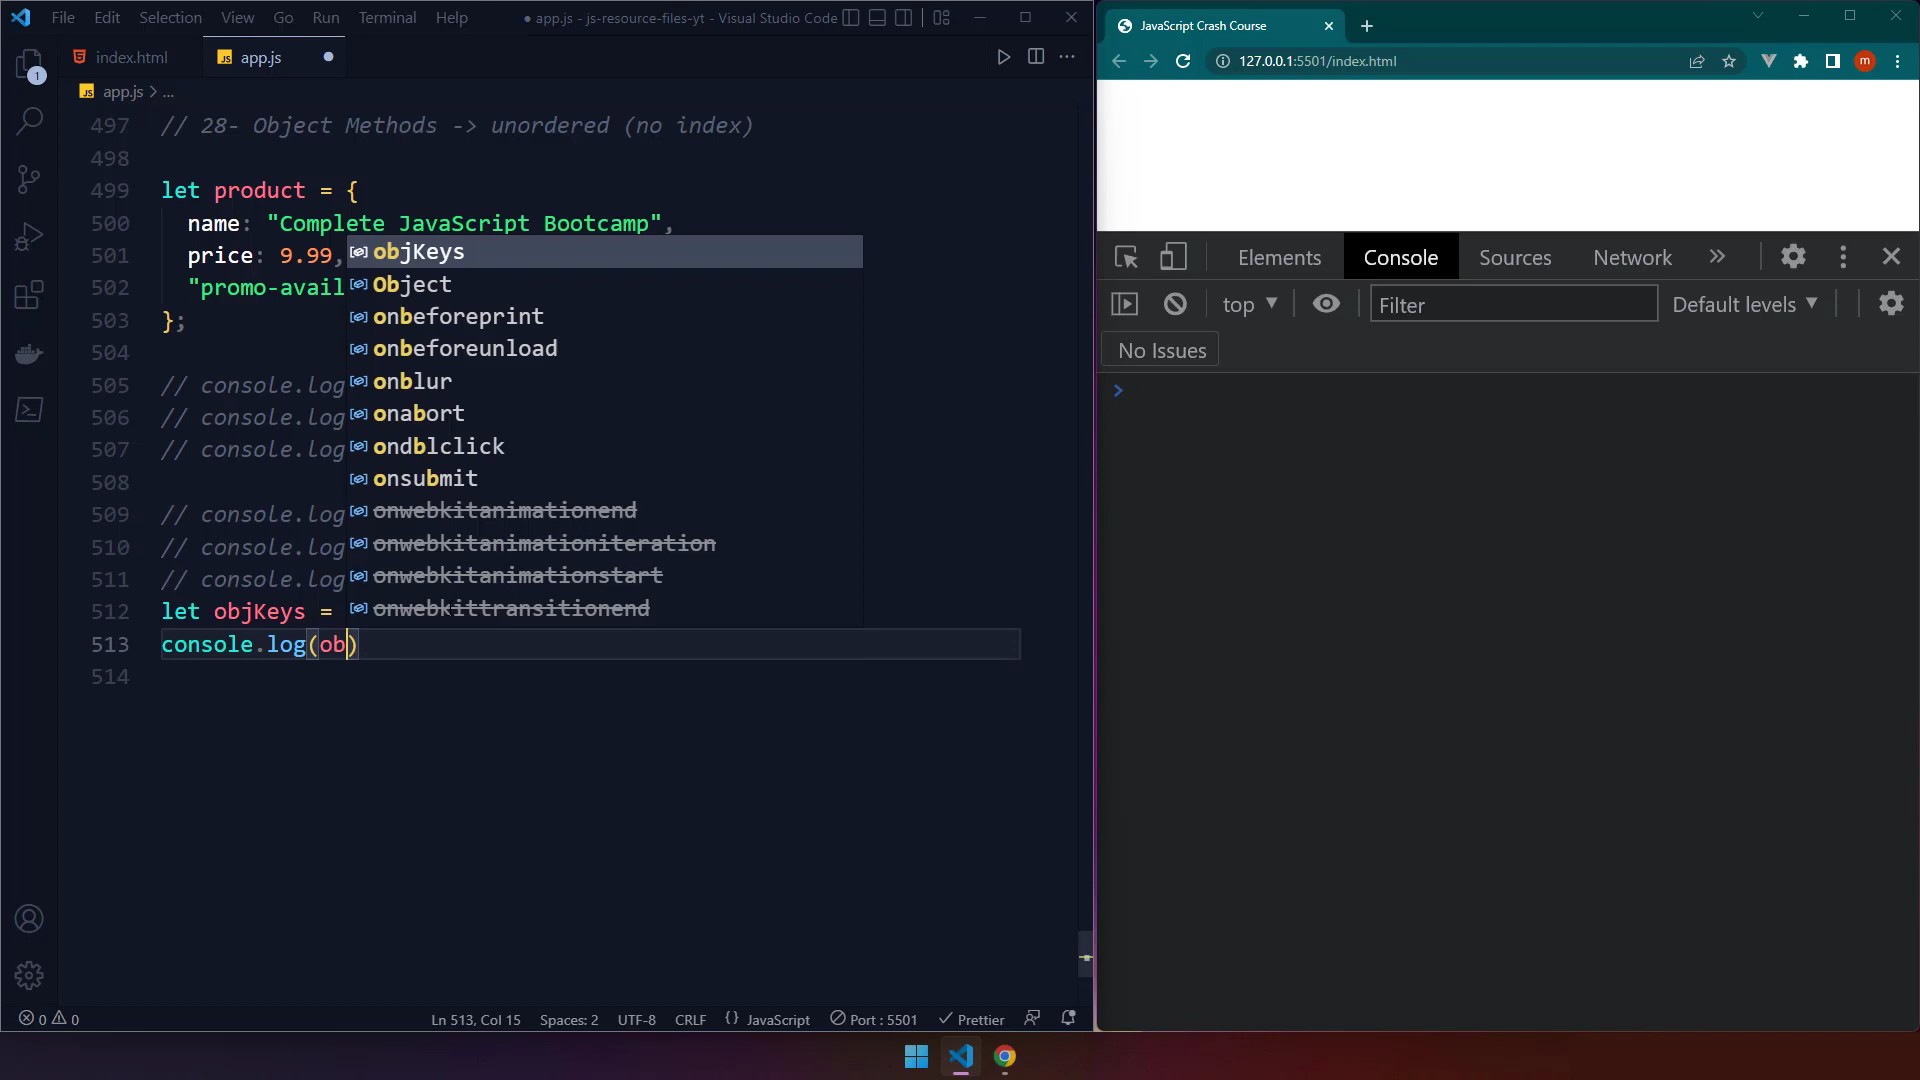 File Edit Selection View Go Run Terminal Help
● app.js - js-resource-files-yt - Visual Studio Code
index.html
JS app.js
JS app.js > ...
497 // 28- Object Methods -> unordered (no index)
498
499 let product = {
500 name: "Complete JavaScript Bootcamp",
501 price: 9.99,
502 "promo-avail
503 };
504
505 // console.log
506 // console.log
507 // console.log
508
509 // console.log
510 // console.log
511 // console.log
512 let objKeys =
513 console.log(ob)
514
objKeys
Object
onbeforeprint
onbeforeunload
onblur
onabort
ondblclick
onsubmit
onwebkitanimationend
onwebkitanimationiteration
onwebkitanimationstart
onwebkittransitionend
1
0 0
Ln 513, Col 15 Spaces: 2 UTF-8 CRLF {} JavaScript Port : 5501 Prettier
JavaScript Crash Course
127.0.0.1:5501/index.html
m
Elements Console Sources Network »
top Filter Default levels
No Issues
>